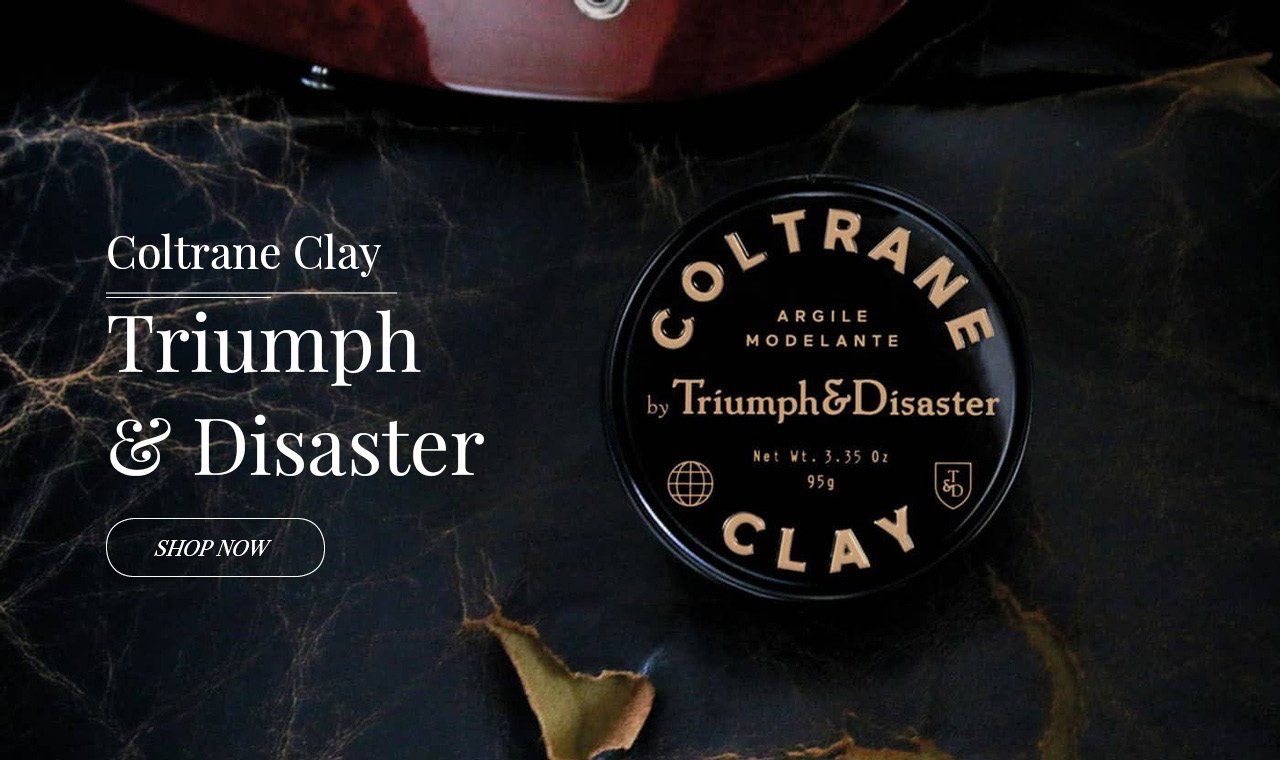 Coltrane Clay
Triumph
& Disaster
SHOP NOW
COLTRANE
ARGILE
MODELANTE
by Triumph&Disaster
Net Wt. 3.35 Oz
95g
T
&D
CLAY